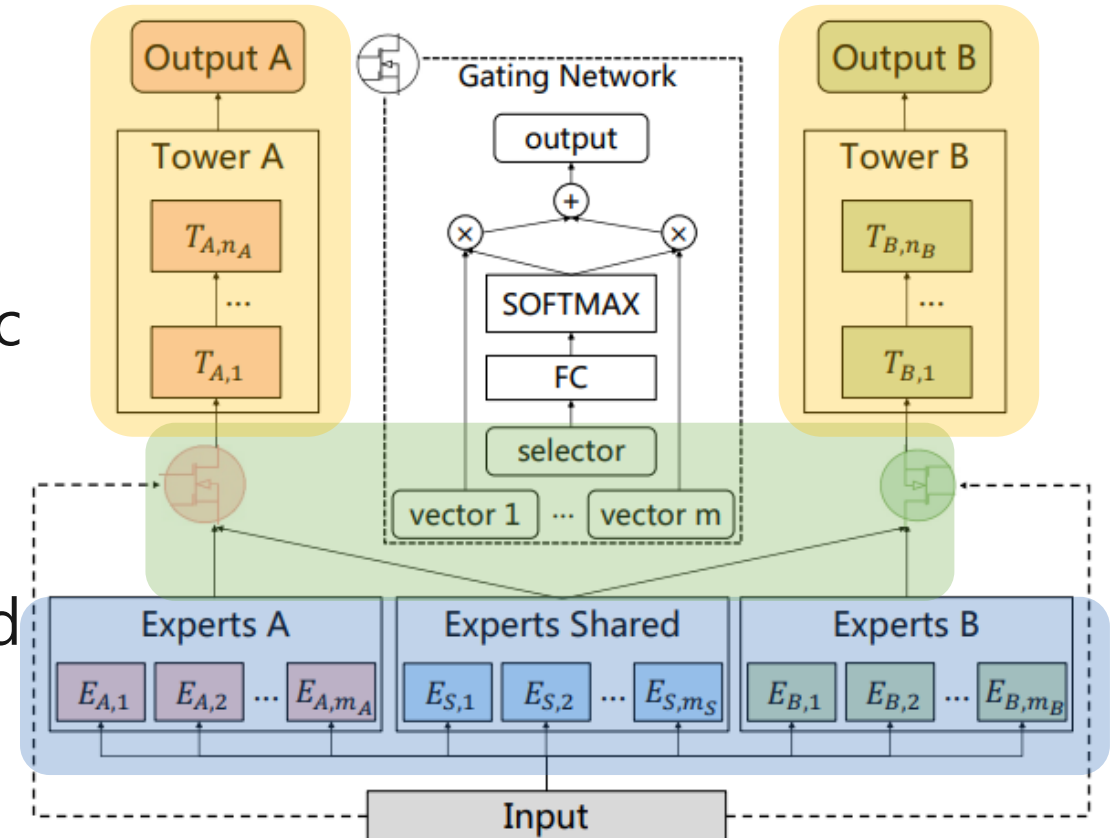 Output A
Gating Network
Output B
output
Tower A
Tower B
+
×
×
T_{A,n_A}
T_{B,n_B}
...
...
SOFTMAX
c
T_{A,1}
FC
T_{B,1}
selector
vector 1 ... vector m
d
Experts A
Experts Shared
Experts B
E_{A,1} E_{A,2} ... E_{A,m_A}
E_{S,1} E_{S,2} ... E_{S,m_S}
E_{B,1} E_{B,2} ... E_{B,m_B}
Input